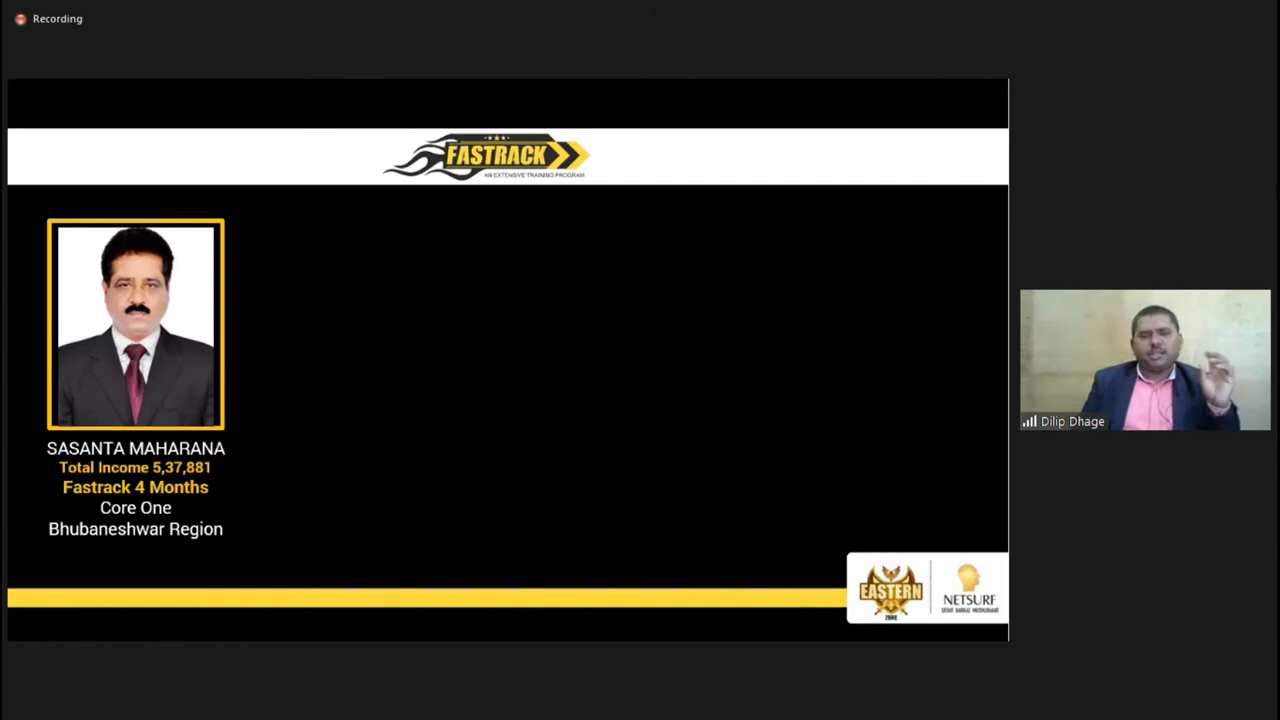 Recording
FASTRACK
AN EXTENSIVE TRAINING PROGRAM
SASANTA MAHARANA
Total Income 5,37,881
Fastrack 4 Months
Core One
Bhubaneshwar Region
Dilip Dhage
EASTERN
ZONE
NETSURF